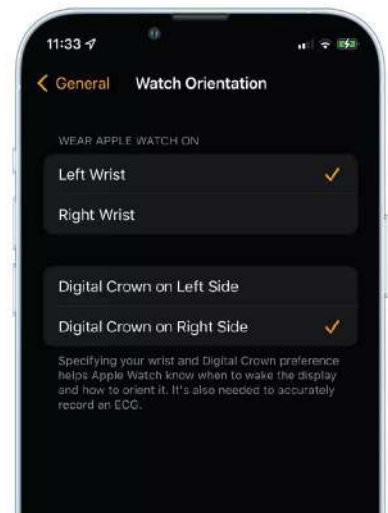 11:33
General
Watch Orientation
WEAR APPLE WATCH ON
Left Wrist
Right Wrist
Digital Crown on Left Side
Digital Crown on Right Side
Specifying your wrist and Digital Crown preference
helps Apple Watch know when to wake the display
and how to orient it. It's also needed to accurately
record an ECG.